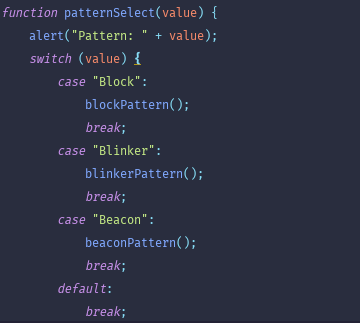 function patternSelect(value) {
    alert("Pattern: " + value);
    switch (value) {
        case "Block":
            blockPattern();
            break;
        case "Blinker":
            blinkerPattern();
            break;
        case "Beacon":
            beaconPattern();
            break;
        default:
            break;